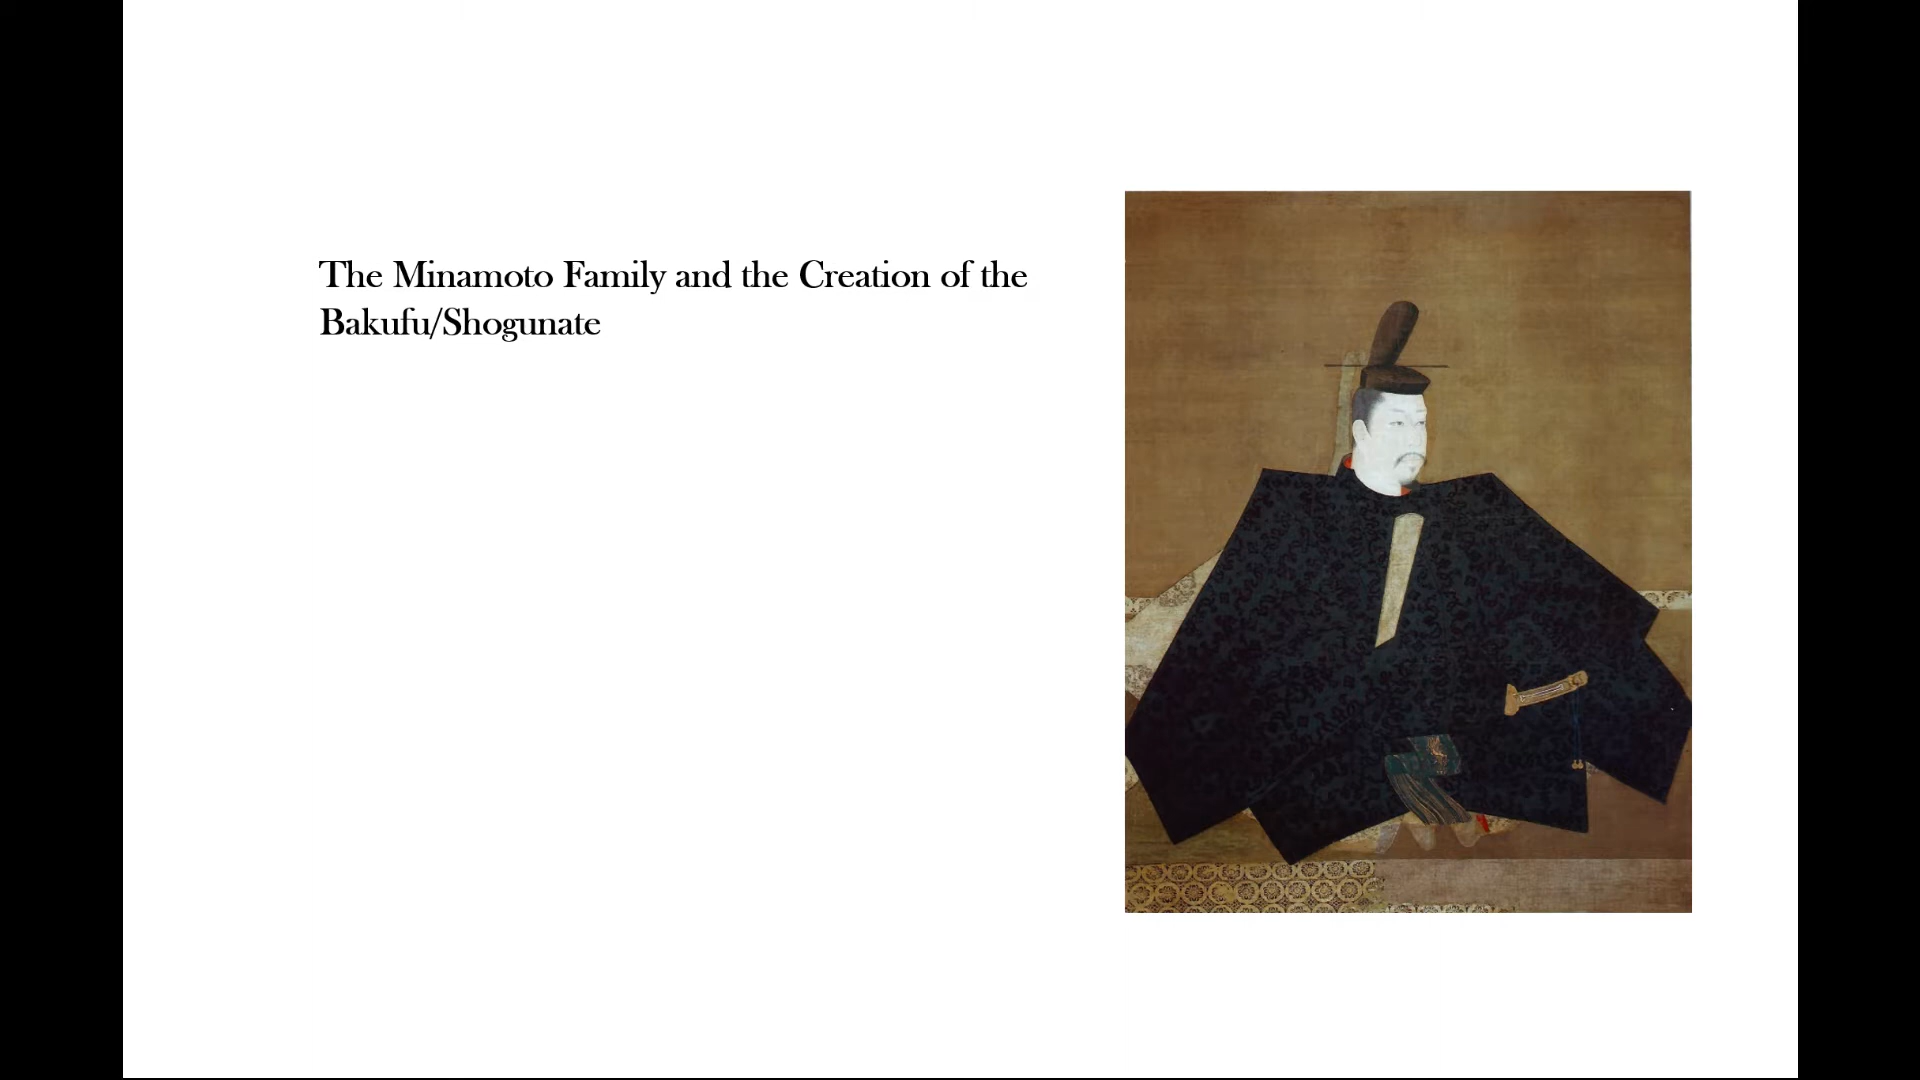 The Minamoto Family and the Creation of the
Bakufu/Shogunate